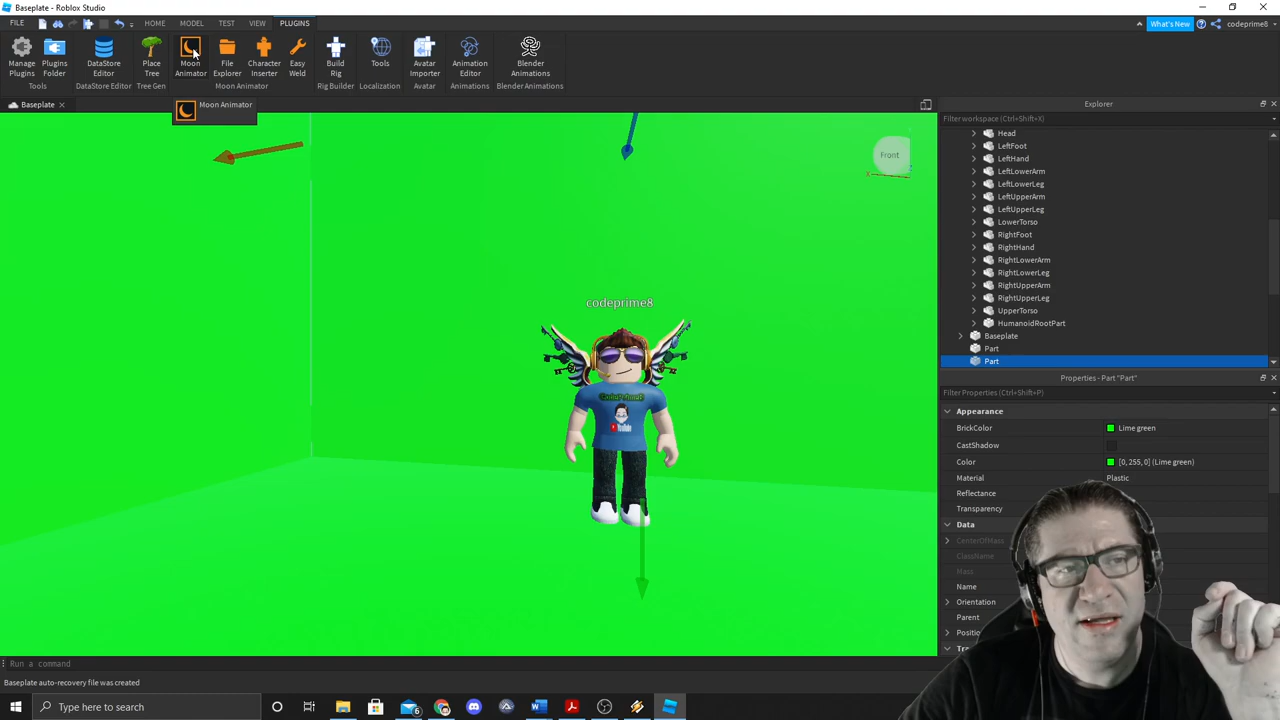 Baseplate - Roblox Studio
FILE HOME MODEL TEST VIEW PLUGINS What's New codeprime8
Manage Plugins
Plugins Folder
DataStore Editor
Place Tree
Moon Animator
File Explorer
Character Inserter
Easy Weld
Build Rig
Tools
Avatar Importer
Animation Editor
Blender Animations
Tools DataStore Editor Tree Gen Moon Animator Rig Builder Localization Avatar Animations Blender Animations
Baseplate
Moon Animator
Front
codeprime8
YouTube
Explorer
Filter workspace (Ctrl+Shift+X)
Head
LeftFoot
LeftHand
LeftLowerArm
LeftLowerLeg
LeftUpperArm
LeftUpperLeg
LowerTorso
RightFoot
RightHand
RightLowerArm
RightLowerLeg
RightUpperArm
RightUpperLeg
UpperTorso
HumanoidRootPart
Baseplate
Part
Part
Properties - Part "Part"
Filter Properties (Ctrl+Shift+P)
Appearance
BrickColor Lime green
CastShadow
Color [0, 255, 0] (Lime green)
Material Plastic
Reflectance
Transparency
Data
CenterOfMass
ClassName
Mass
Name
Orientation
Parent
Run a command
Baseplate auto-recovery file was created
Type here to search
6